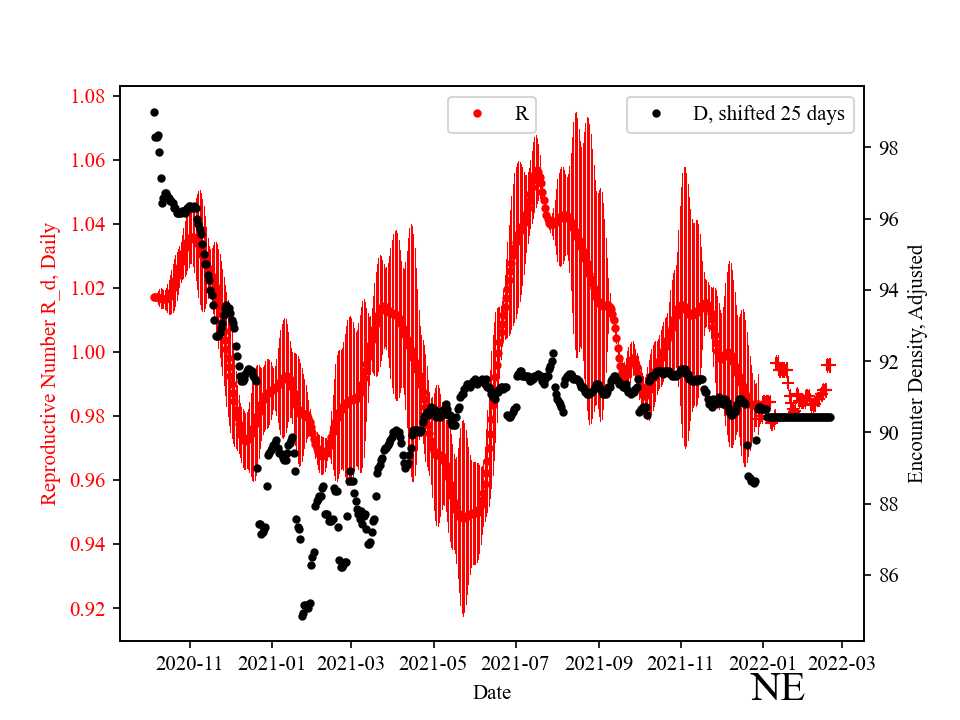 R
D, shifted 25 days
Reproductive Number R_d, Daily
1.08
1.06
1.04
1.02
1.00
0.98
0.96
0.94
0.92
98
96
94
92
90
88
86
Encounter Density, Adjusted
2020-11 2021-01 2021-03 2021-05 2021-07 2021-09 2021-11 2022-01 2022-03
Date
NE